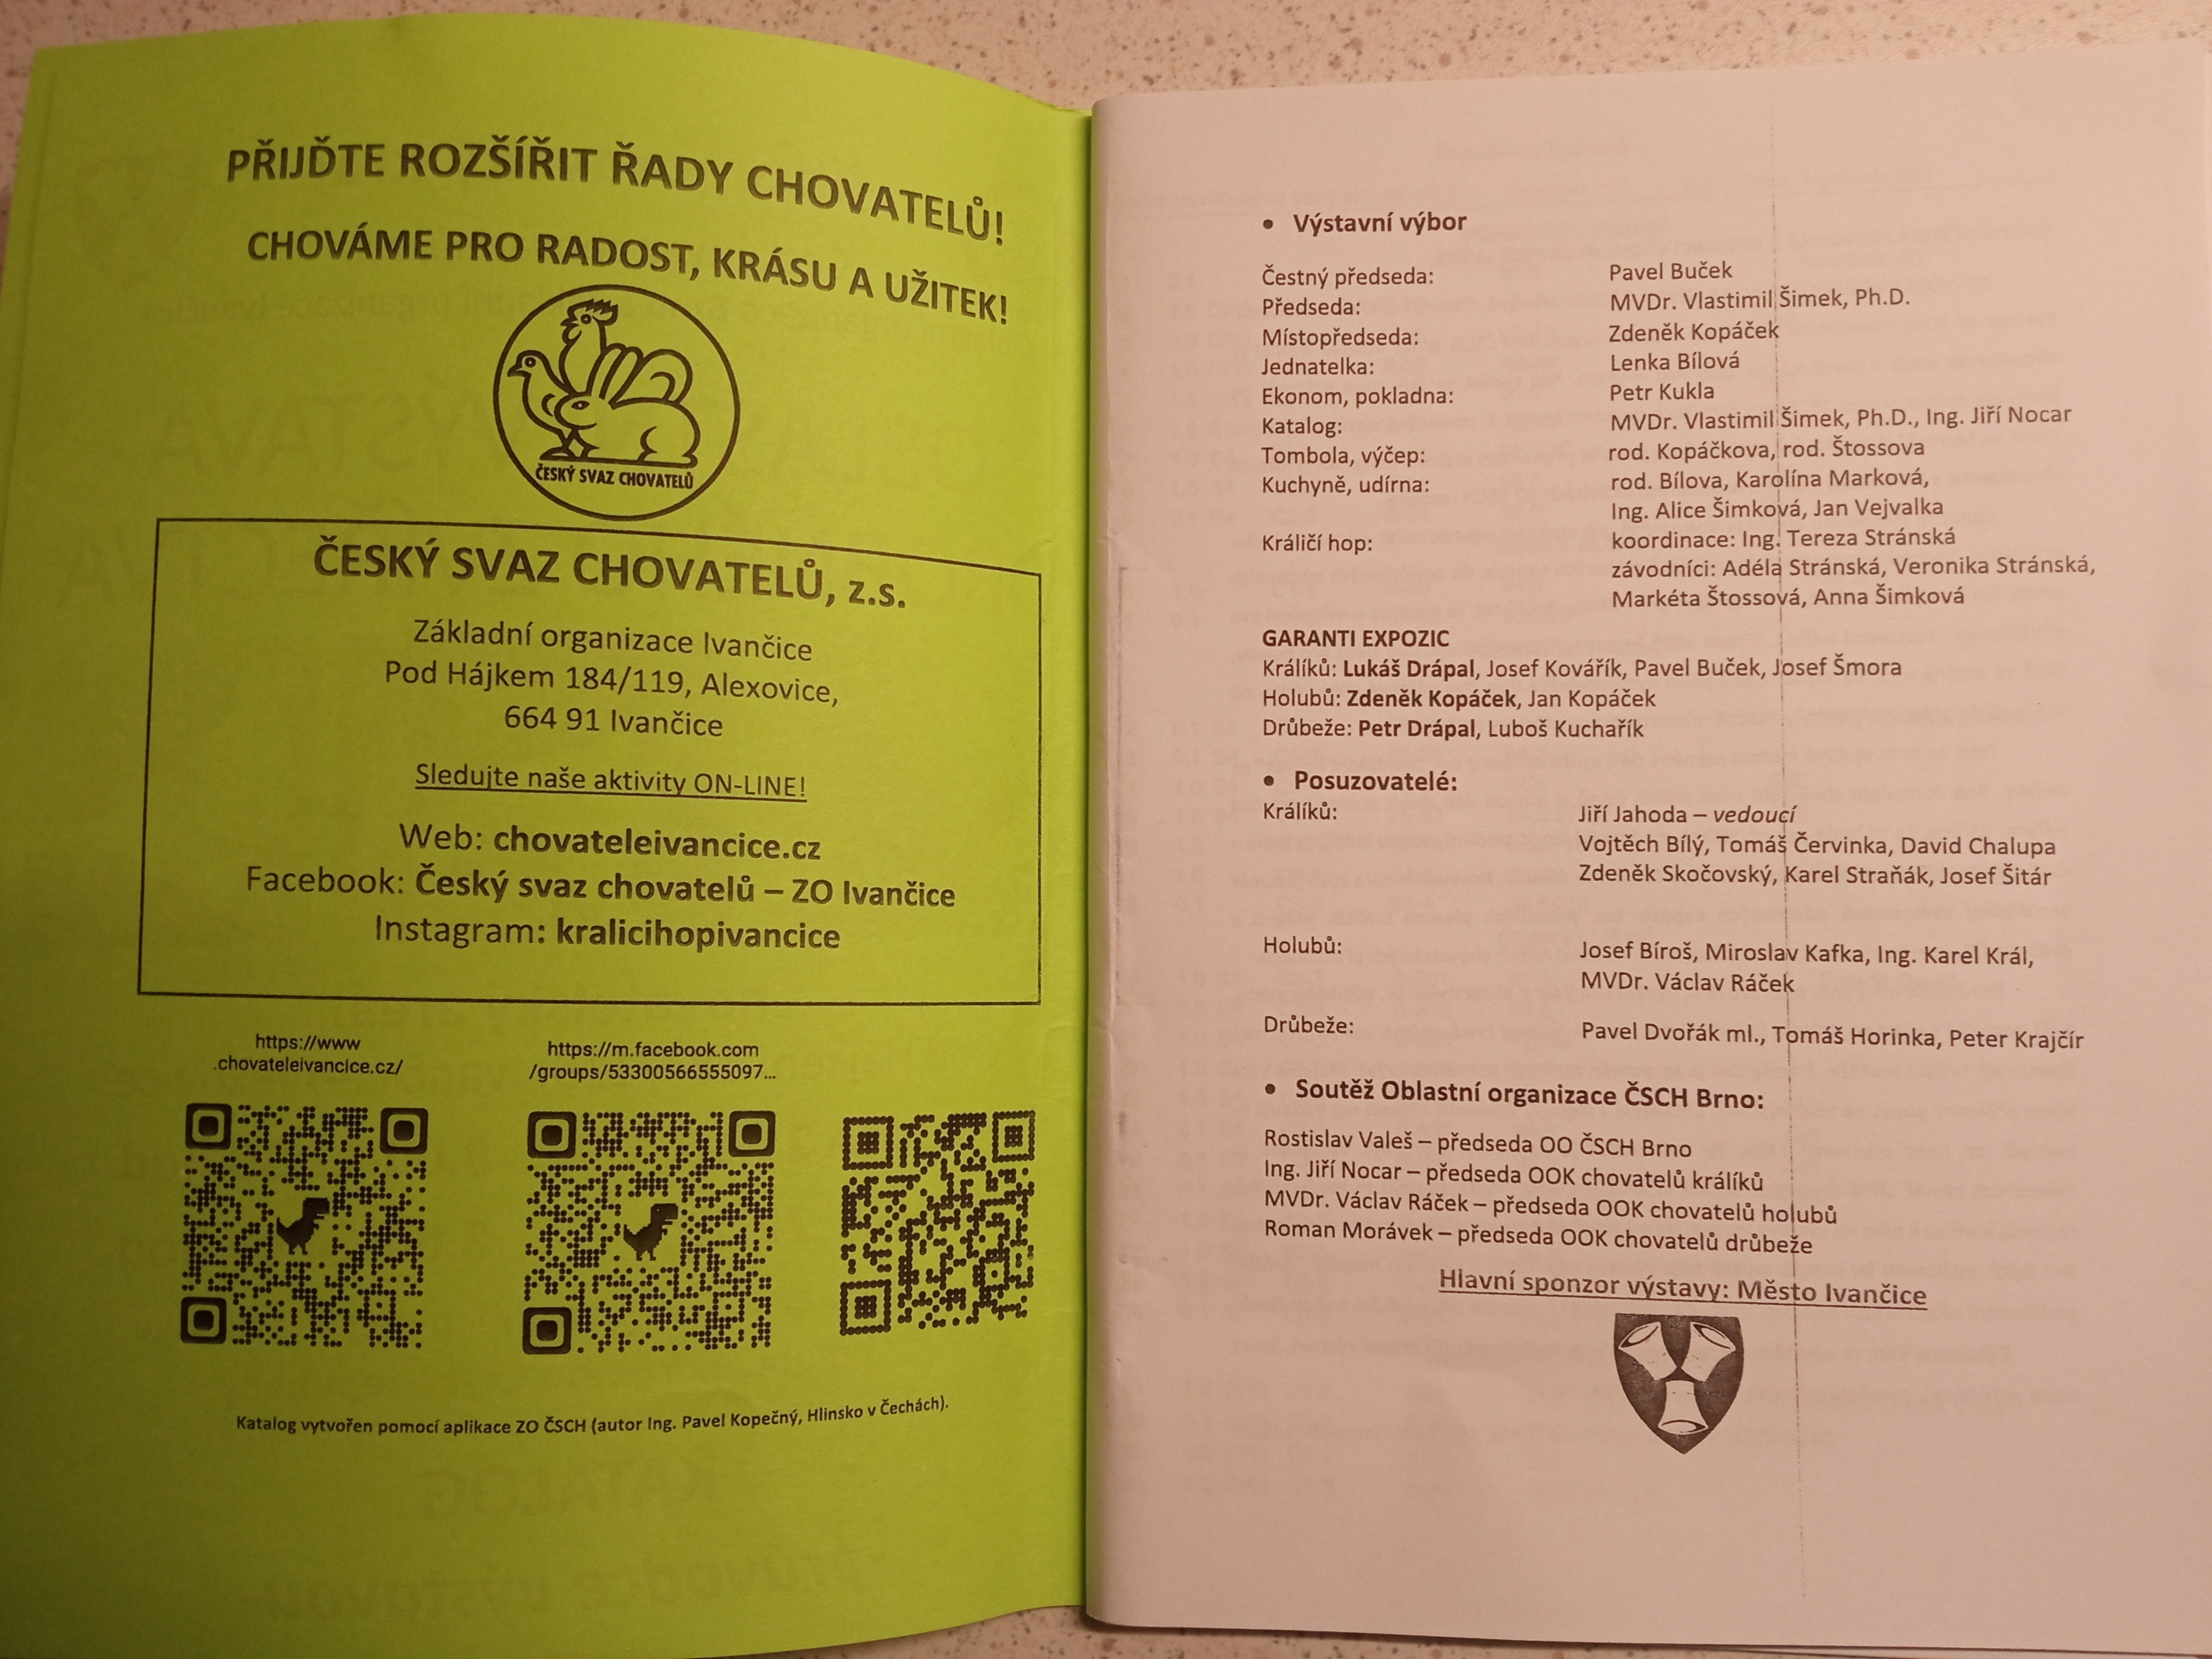 PŘIJĎTE ROZŠÍŘIT ŘADY CHOVATELŮ!
CHOVÁME PRO RADOST, KRÁSU A UŽITEK!
ČESKÝ SVAZ CHOVATELŮ
ČESKÝ SVAZ CHOVATELŮ, z.s.
Základní organizace Ivančice
Pod Hájkem 184/119, Alexovice,
664 91 Ivančice
Sledujte naše aktivity ON-LINE!
Web: chovateleivancice.cz
Facebook: Český svaz chovatelů – ZO Ivančice
Instagram: kralicihopivancice
https://www
.chovateleivancice.cz/
https://m.facebook.com
/groups/53300566555097...
Katalog vytvořen pomocí aplikace ZO ČSCH (autor Ing. Pavel Kopečný, Hlinsko v Čechách).
• Výstavní výbor
Čestný předseda: Pavel Buček
Předseda: MVDr. Vlastimil Šimek, Ph.D.
Místopředseda: Zdeněk Kopáček
Jednatelka: Lenka Bílová
Ekonom, pokladna: Petr Kukla
Katalog: MVDr. Vlastimil Šimek, Ph.D., Ing. Jiří Nocar
Tombola, výčep: rod. Kopáčkova, rod. Štossova
Kuchyně, udírna: rod. Bílova, Karolína Marková,
Ing. Alice Šimková, Jan Vejvalka
Králičí hop: koordinace: Ing. Tereza Stránská
závodníci: Adéla Stránská, Veronika Stránská,
Markéta Štossová, Anna Šimková
GARANTI EXPOZIC
Králíků: Lukáš Drápal, Josef Kovářík, Pavel Buček, Josef Šmora
Holubů: Zdeněk Kopáček, Jan Kopáček
Drůbeže: Petr Drápal, Luboš Kuchařík
• Posuzovatelé:
Králíků: Jiří Jahoda – vedoucí
Vojtěch Bílý, Tomáš Červinka, David Chalupa
Zdeněk Skočovský, Karel Straňák, Josef Šitár
Holubů: Josef Bíroš, Miroslav Kafka, Ing. Karel Král,
MVDr. Václav Ráček
Drůbeže: Pavel Dvořák ml., Tomáš Horinka, Peter Krajčír
• Soutěž Oblastní organizace ČSCH Brno:
Rostislav Valeš – předseda OO ČSCH Brno
Ing. Jiří Nocar – předseda OOK chovatelů králíků
MVDr. Václav Ráček – předseda OOK chovatelů holubů
Roman Morávek – předseda OOK chovatelů drůbeže
Hlavní sponzor výstavy: Město Ivančice